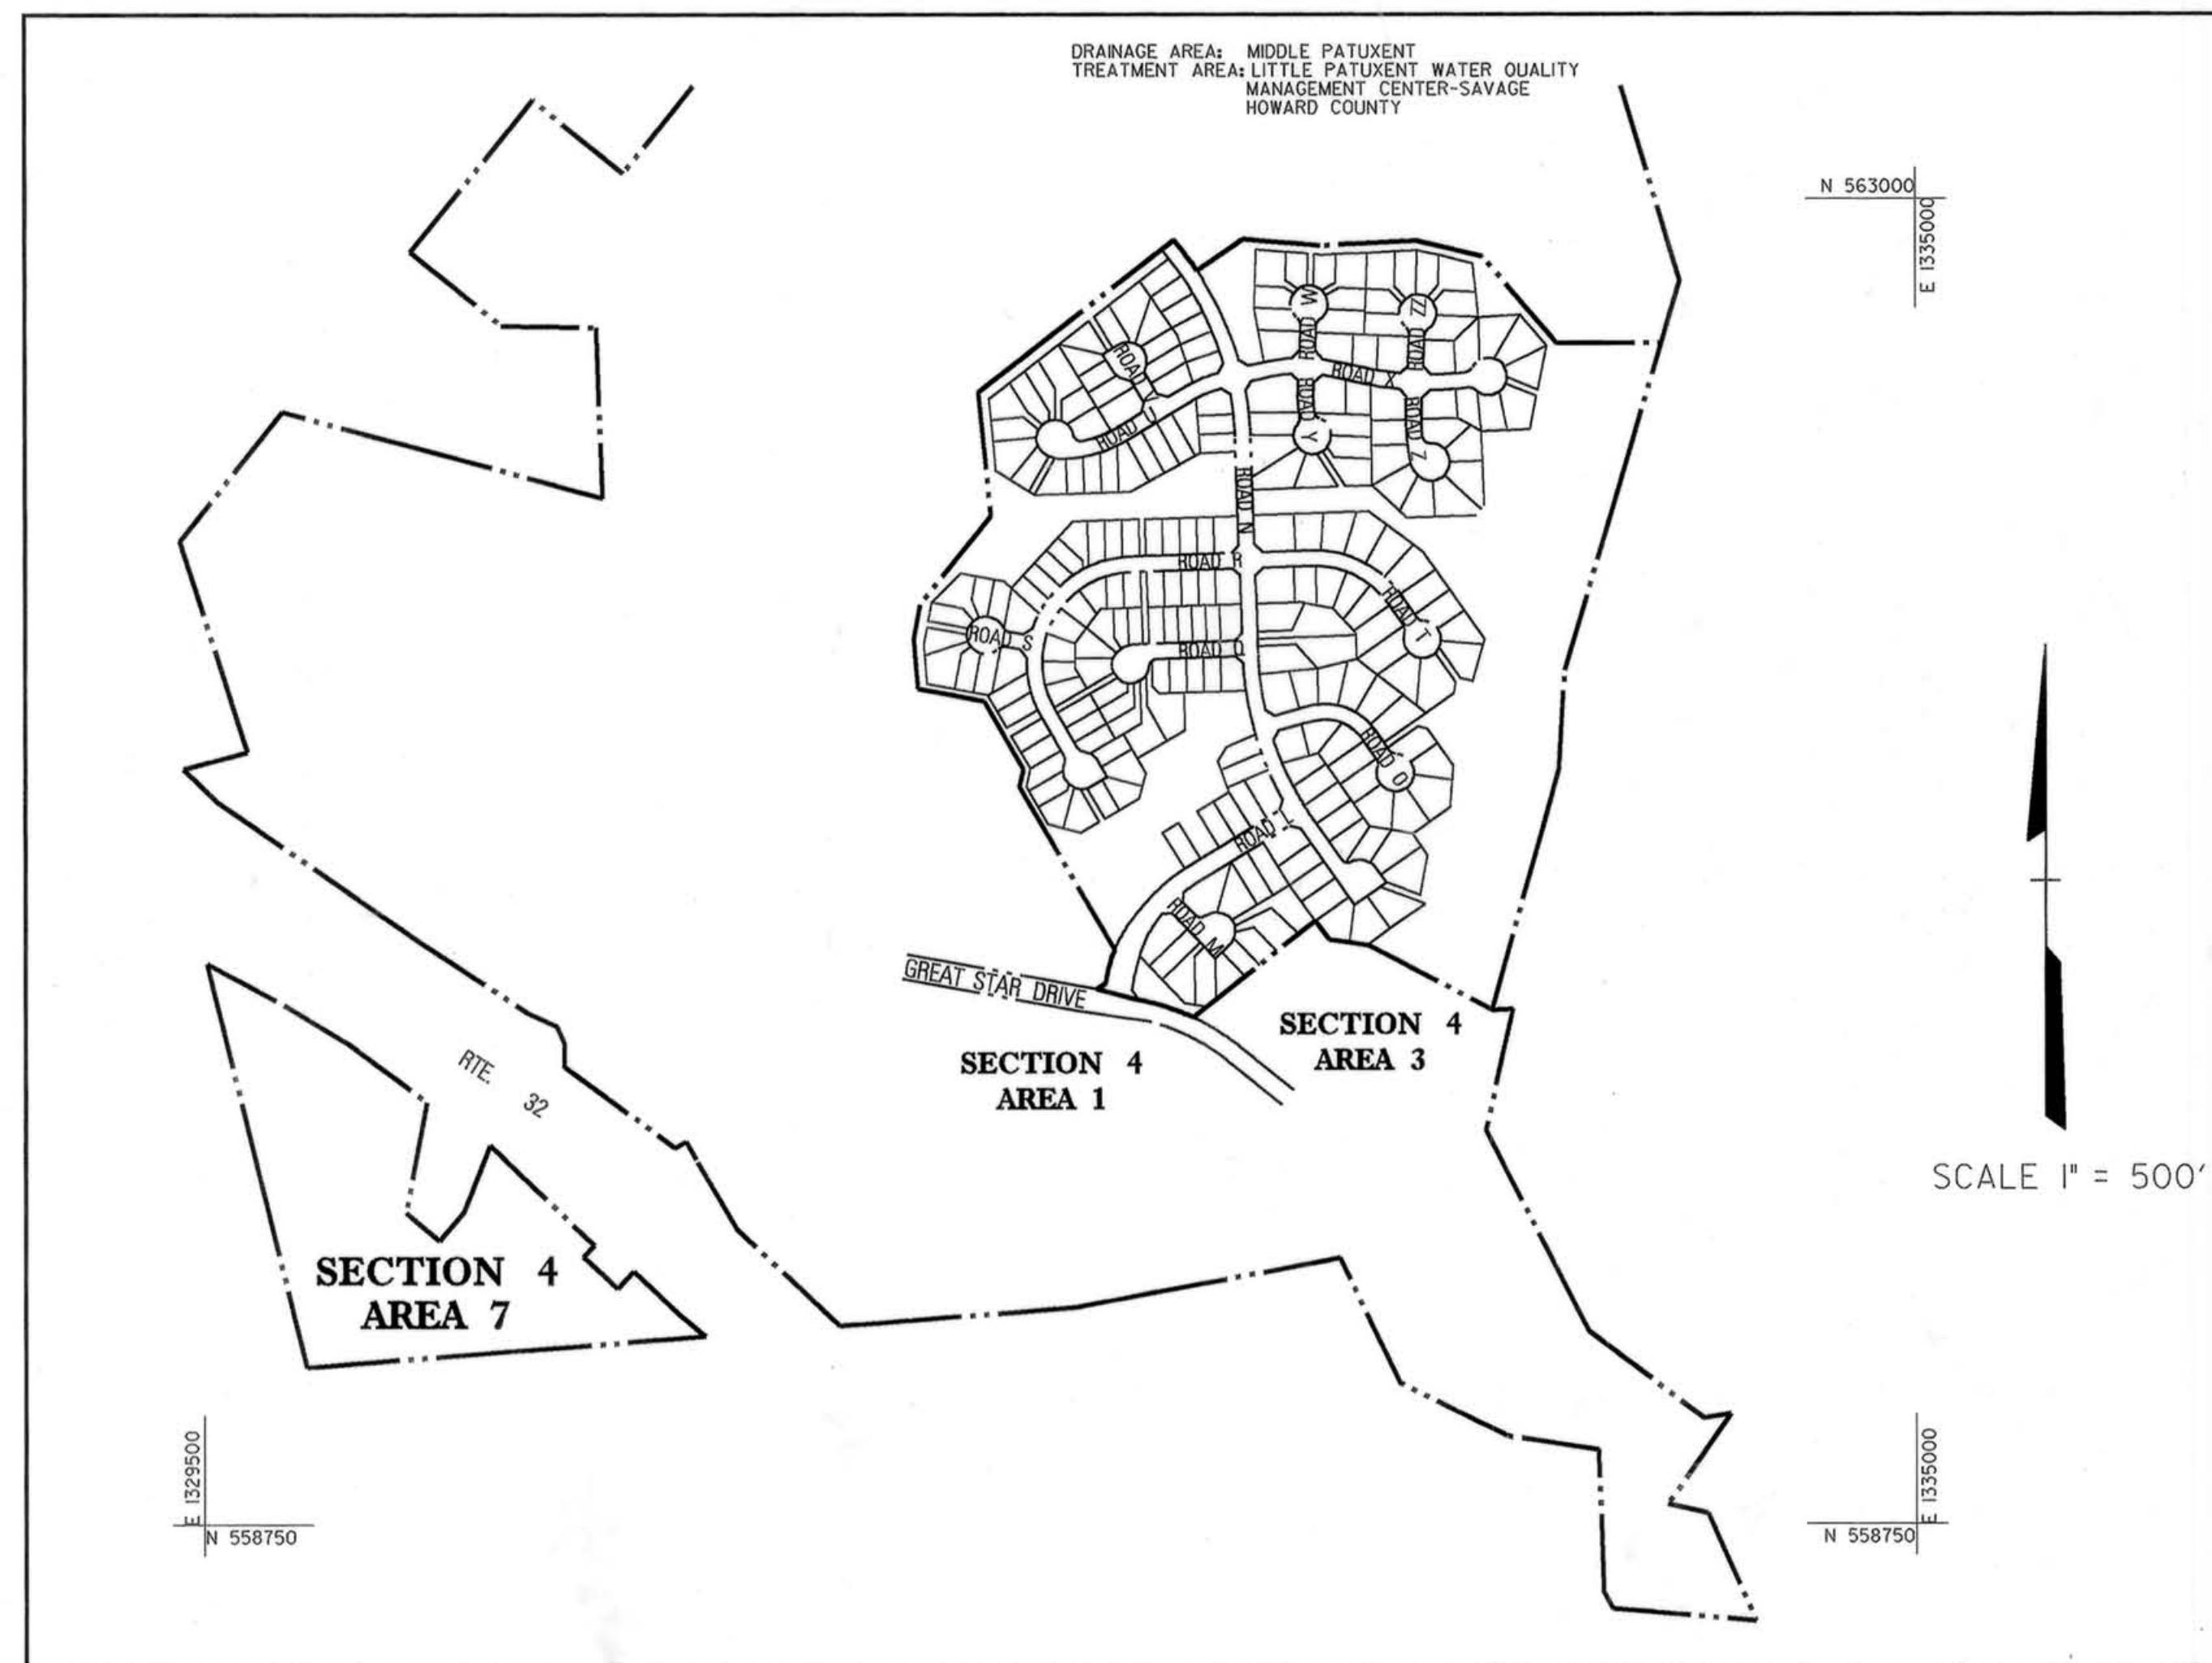 DRAINAGE AREA: MIDDLE PATUXENT
TREATMENT AREA: LITTLE PATUXENT WATER QUALITY
MANAGEMENT CENTER-SAVAGE
HOWARD COUNTY
N 563000
E 1335000
ROAD W
ROAD ZZ
ROAD
ROAD X
ROAD U
ROAD Y
ROAD Z
ROAD N
ROAD R
ROAD T
ROAD S
ROAD Q
ROAD O
ROAD L
ROAD M
GREAT STAR DRIVE
SECTION 4
AREA 3
SECTION 4
AREA 1
RTE. 32
SCALE 1" = 500'
SECTION 4
AREA 7
E 1329500
N 558750
E 1335000
N 558750